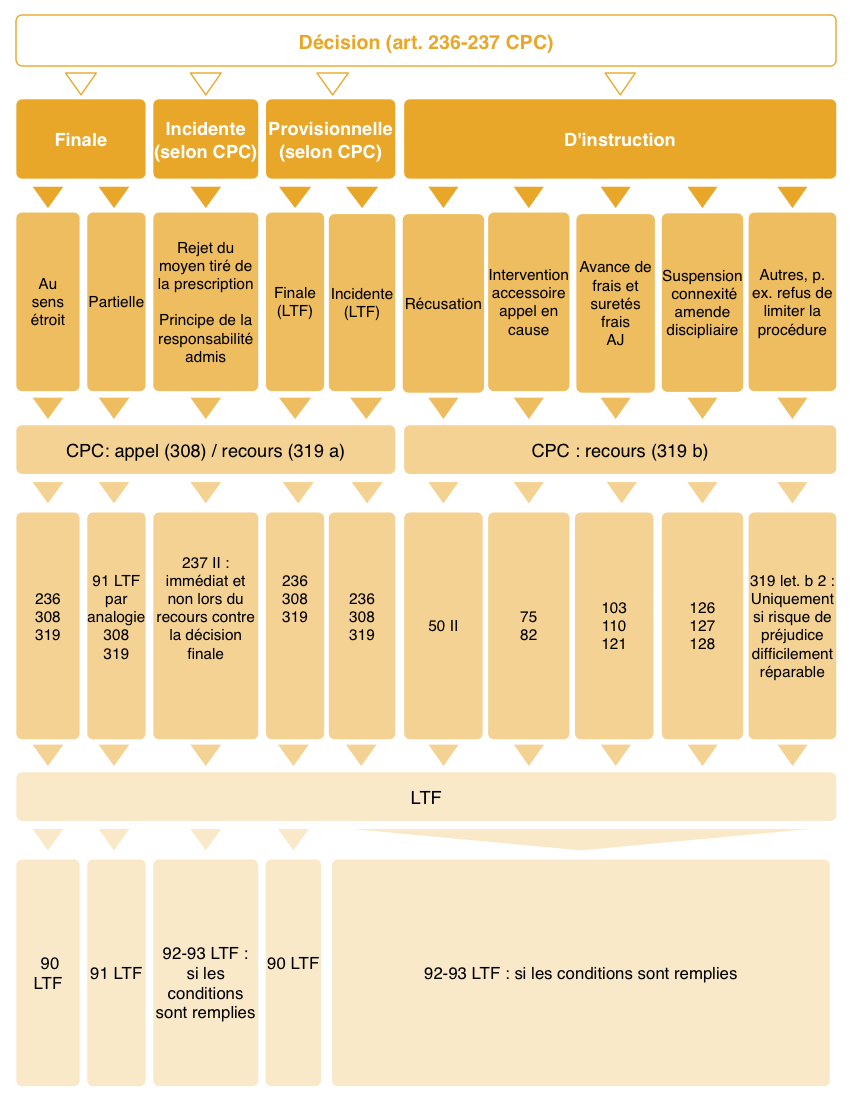 Décision (art. 236-237 CPC)
Finale
Incidente
(selon CPC)
Provisionnelle
(selon CPC)
D'instruction
Au
sens
étroit
Partielle
Rejet du
moyen tiré de
la prescription
Principe de la
responsabilité
admis
Finale
(LTF)
Incidente
(LTF)
Récusation
Intervention
accessoire
appel en
cause
Avance de
frais et
suretés
frais
AJ
Suspension
connexité
amende
discipliaire
Autres, p.
ex. refus de
limiter la
procédure
CPC: appel (308) / recours (319 a)
CPC : recours (319 b)
236
308
319
91 LTF
par
analogie
308
319
237 II :
immédiat et
non lors du
recours contre
la décision
finale
236
308
319
236
308
319
50 II
75
82
103
110
121
126
127
128
319 let. b 2 :
Uniquement
si risque de
préjudice
difficilement
réparable
LTF
90
LTF
91 LTF
92-93 LTF :
si les
conditions
sont remplies
90 LTF
92-93 LTF : si les conditions sont remplies